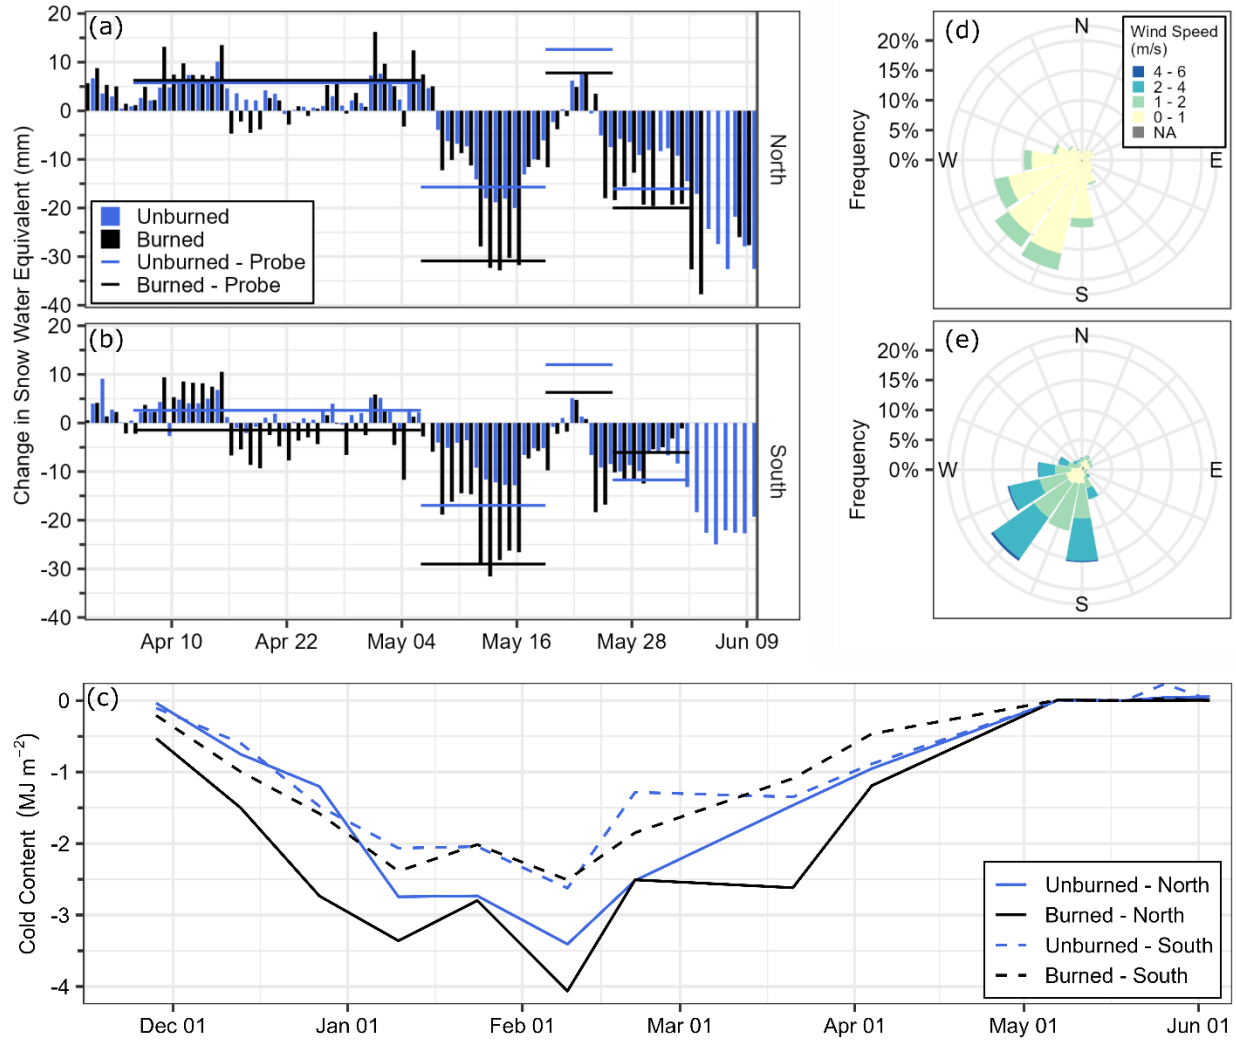 (a)
20
10
0
-10
-20
-30
-40
North
Unburned
Burned
Unburned - Probe
Burned - Probe
Change in Snow Water Equivalent (mm)
(b)
20
10
0
-10
-20
-30
-40
South
Apr 10
Apr 22
May 04
May 16
May 28
Jun 09
(d)
N
Wind Speed
(m/s)
4 - 6
2 - 4
1 - 2
0 - 1
NA
20%
15%
10%
5%
0%
W
E
S
Frequency
(e)
N
20%
15%
10%
5%
0%
W
E
S
Frequency
(c)
0
-1
-2
-3
-4
Cold Content (MJ m−2)
Unburned - North
Burned - North
Unburned - South
Burned - South
Dec 01
Jan 01
Feb 01
Mar 01
Apr 01
May 01
Jun 01